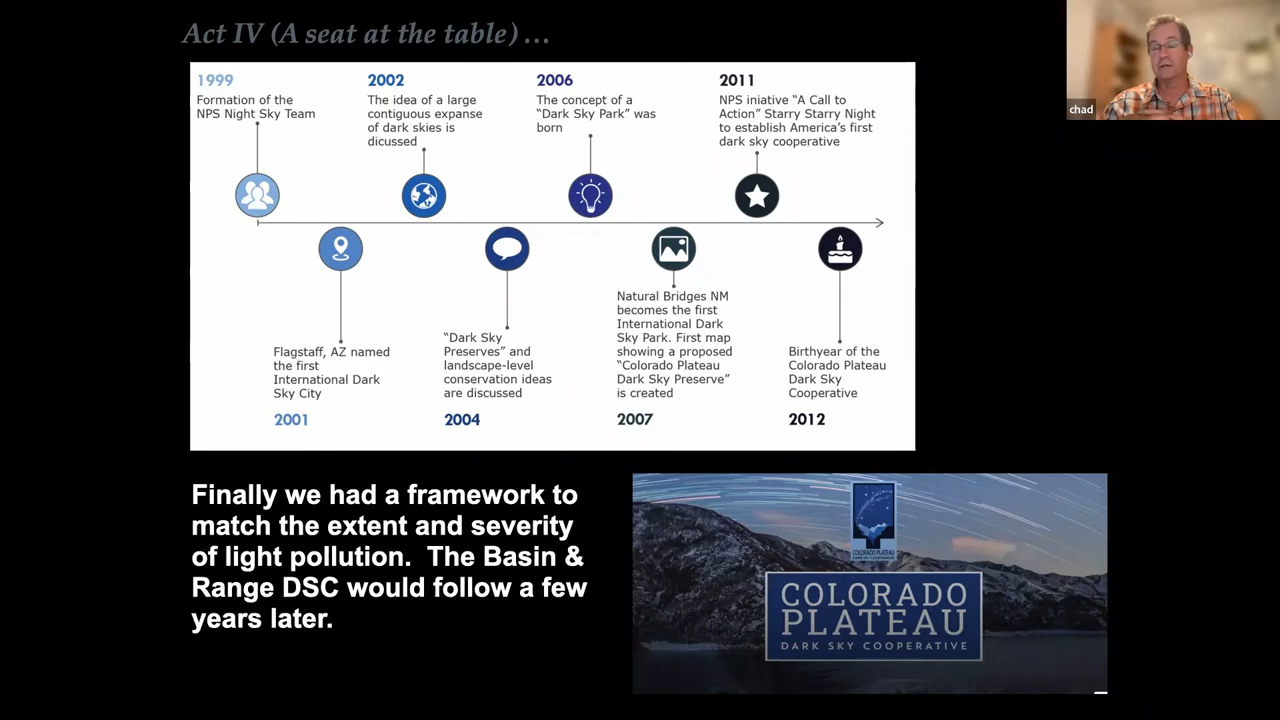 Act IV (A seat at the table) …
chad
1999
Formation of the
NPS Night Sky Team
2002
The idea of a large
contiguous expanse
of dark skies is
dicussed
2006
The concept of a
“Dark Sky Park” was
born
2011
NPS iniative “A Call to
Action” Starry Starry Night
to establish America’s first
dark sky cooperative
Flagstaff, AZ named
the first
International Dark
Sky City
2001
“Dark Sky
Preserves” and
landscape-level
conservation ideas
are discussed
2004
Natural Bridges NM
becomes the first
International Dark
Sky Park. First map
showing a proposed
“Colorado Plateau
Dark Sky Preserve”
is created
2007
Birthyear of the
Colorado Plateau
Dark Sky
Cooperative
2012
Finally we had a framework to
match the extent and severity
of light pollution.  The Basin &
Range DSC would follow a few
years later.
COLORADO PLATEAU
DARK SKY COOPERATIVE
COLORADO
PLATEAU
DARK SKY COOPERATIVE